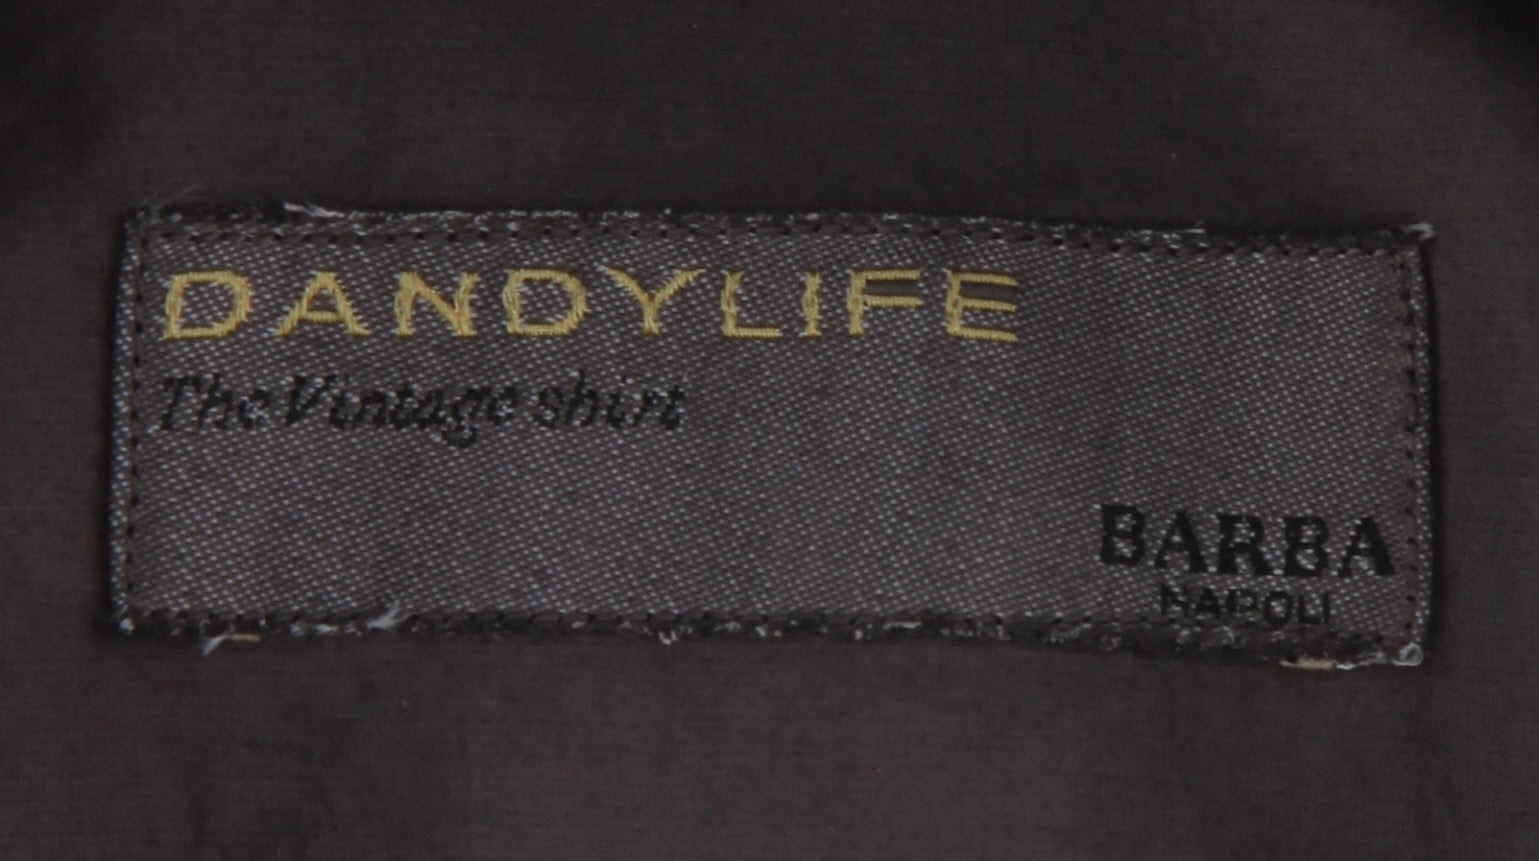 DANDYLIFE
The Vintage shirt
BARBA
NAPOLI